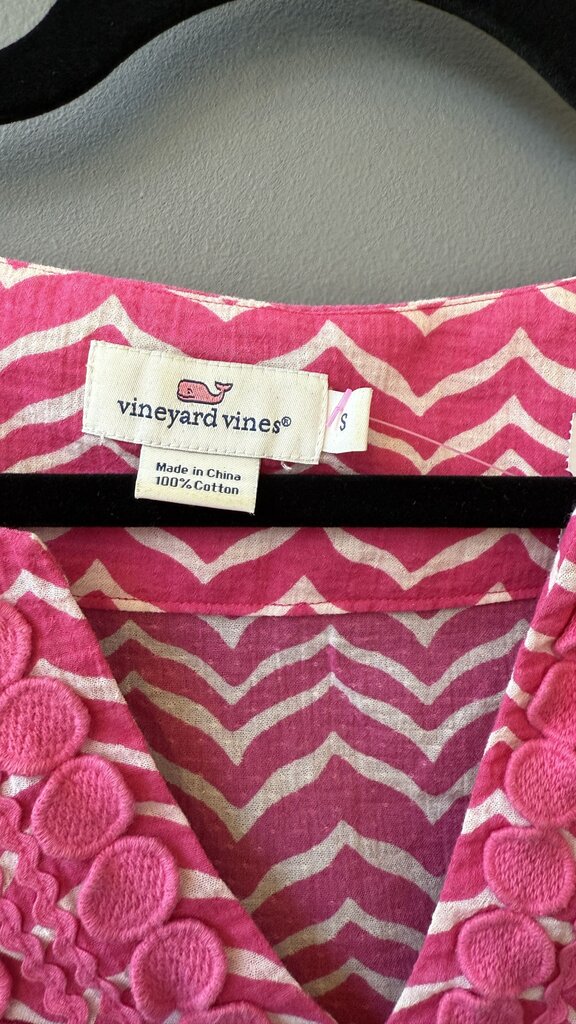 vineyard vines®
S
Made in China
100% Cotton